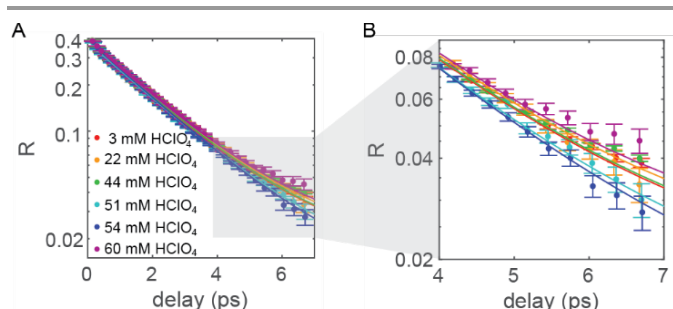 A
B
0.4
0.3
0.2
0.1
0.02
R
3 mM HClO₄
22 mM HClO₄
44 mM HClO₄
51 mM HClO₄
54 mM HClO₄
60 mM HClO₄
0 2 4 6
delay (ps)
0.08
0.06
0.04
0.02
R
4 5 6 7
delay (ps)